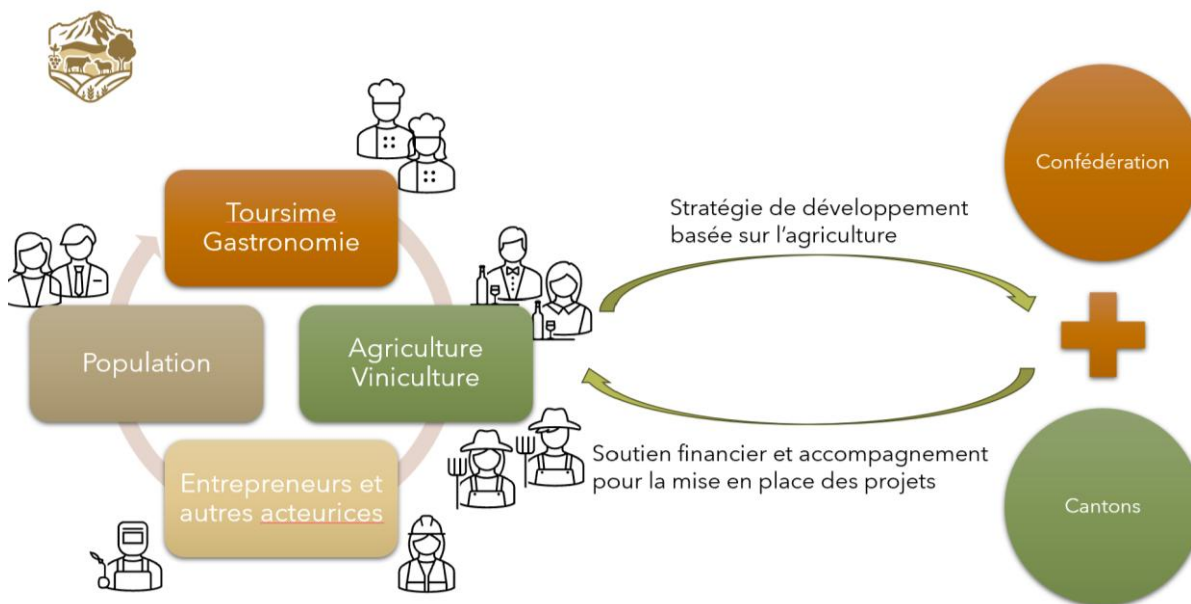 Toursime
Gastronomie
Population
Agriculture
Viniculture
Entrepreneurs et
autres acteurices
Stratégie de développement
basée sur l’agriculture
Soutien financier et accompagnement
pour la mise en place des projets
Confédération
Cantons